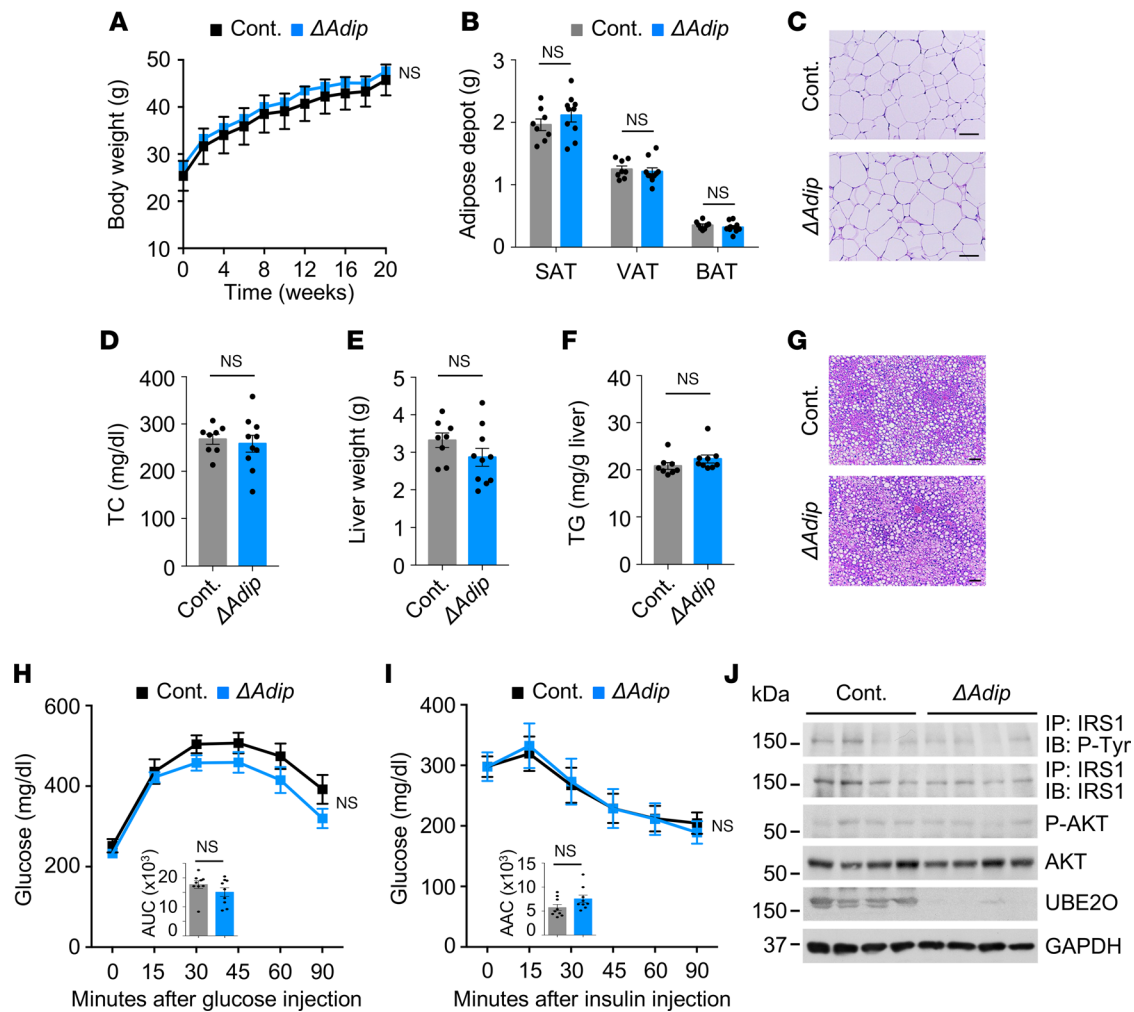 A
Cont. ΔAdip
Body weight (g)
50
40
30
20
10
NS
0 4 8 12 16 20
Time (weeks)
B
Cont. ΔAdip
Adipose depot (g)
3
2
1
0
NS
NS
NS
SAT VAT BAT
C
Cont.
ΔAdip
D
NS
TC (mg/dl)
400
300
200
100
0
Cont.
ΔAdip
E
NS
Liver weight (g)
5
4
3
2
1
0
Cont.
ΔAdip
F
NS
TG (mg/g liver)
40
30
20
10
0
Cont.
ΔAdip
G
Cont.
ΔAdip
H
Cont. ΔAdip
Glucose (mg/dl)
600
400
200
0
NS
NS
AUC (x10³)
20
10
0
0 15 30 45 60 90
Minutes after glucose injection
I
Cont. ΔAdip
Glucose (mg/dl)
400
300
200
100
0
NS
NS
AAC (x10³)
15
10
5
0
0 15 30 45 60 90
Minutes after insulin injection
J
kDa Cont. ΔAdip
150 IP: IRS1
IB: P-Tyr
150 IP: IRS1
IB: IRS1
50 P-AKT
50 AKT
150 UBE2O
37 GAPDH